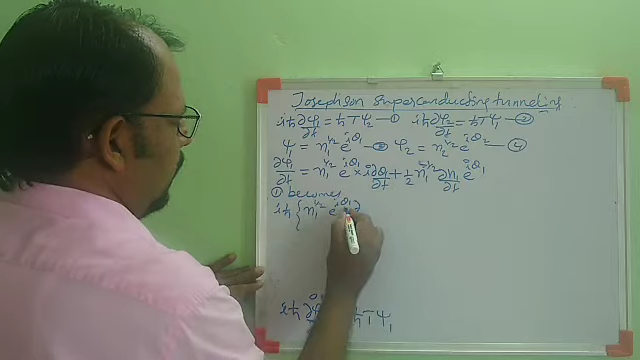 Josephson superconducting tunneling
iℏ ∂ψ₁/∂t = ℏTψ₂ — ① iℏ ∂ψ₂/∂t = ℏTψ₁ — ②
ψ₁ = n₁^½ e^{iθ₁} — ③ ψ₂ = n₂^½ e^{iθ₂} — ④
∂ψ₁/∂t = n₁^½ e^{iθ₁} × i ∂θ₁/∂t + ½ n₁^{-½} ∂n₁/∂t e^{iθ₁}
① becomes
iℏ { n₁^½ e^{iθ₁} ∂
iℏ ℏTψ₁